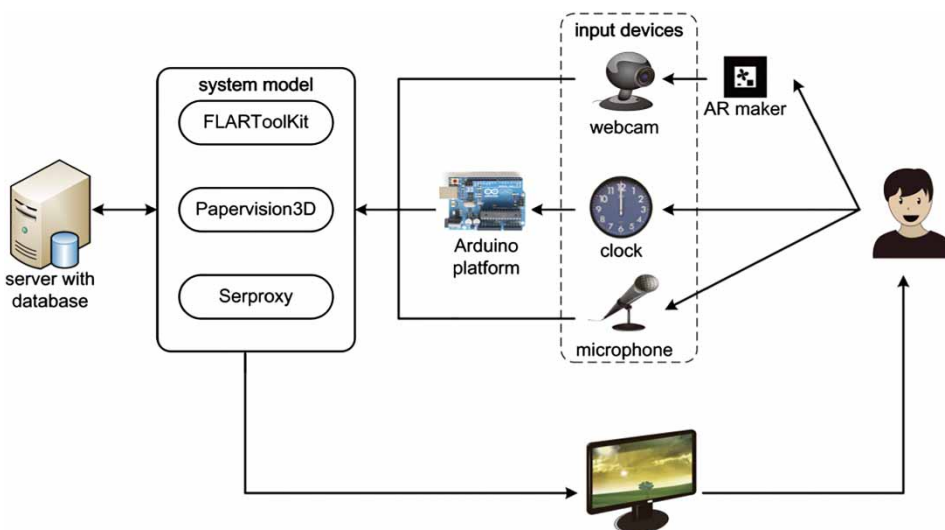 input devices
system model
FLARToolKit
webcam
AR maker
Papervision3D
Arduino
platform
clock
server with
database
Serproxy
microphone